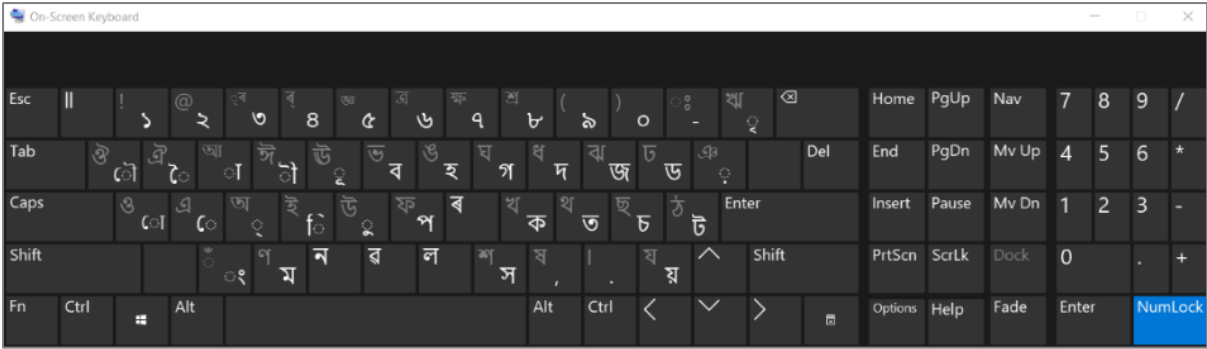 On-Screen Keyboard
Esc || ! ১ @ ২ ্ৰ ৩ ৰ্ ৪ জ্ঞ ৫ ত্ৰ ৬ ক্ষ ৭ শ্ৰ ৮ ( ৯ ) ০ ঃ - ঋ ৃ Home PgUp Nav 7 8 9 /
Tab ঔ ৌ ঐ ৈ আ া ঈ ী ঊ ূ ভ ব ঙ হ ঘ গ ধ দ ঝ জ ঢ ড ঞ ় Del End PgDn Mv Up 4 5 6 *
Caps ও ো এ ে অ ্ ই ি উ ু ফ প ৰ খ ক থ ত ছ চ ঠ ট Enter Insert Pause Mv Dn 1 2 3 -
Shift ঁ ং ণ ম ন ৱ ল শ স ষ , । . য য় Shift PrtScn ScrLk Dock 0 . +
Fn Ctrl Alt Alt Ctrl Options Help Fade Enter NumLock